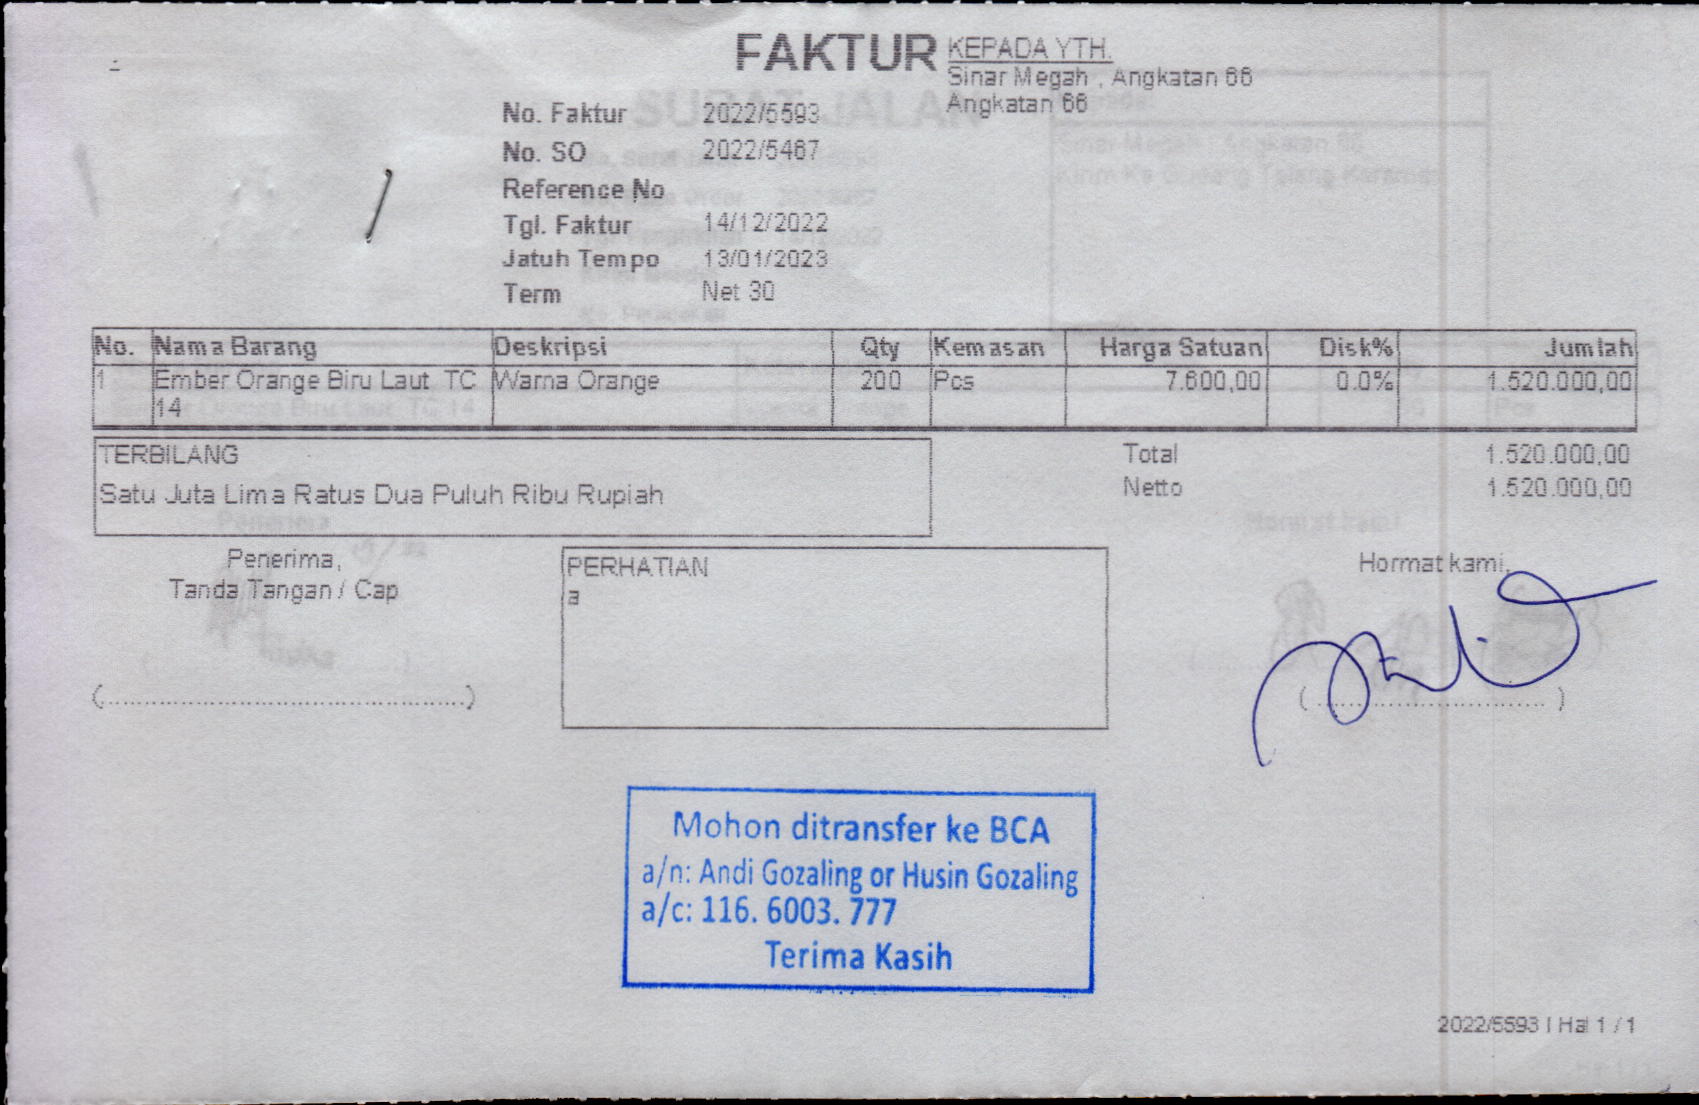 FAKTUR
KEPADA YTH.
Sinar Megah , Angkatan 66
Angkatan 66
No. Faktur 2022/5593
No. SO 2022/5467
Reference No
Tgl. Faktur 14/12/2022
Jatuh Tempo 13/01/2023
Term Net 30
No. Nama Barang Deskripsi Qty Kemasan Harga Satuan Disk% Jumlah
1 Ember Orange Biru Laut TC Warna Orange 200 Pcs 7.600,00 0.0% 1.520.000,00
14
TERBILANG
Satu Juta Lima Ratus Dua Puluh Ribu Rupiah
Total 1.520.000,00
Netto 1.520.000,00
Penerima,
Tanda Tangan / Cap
PERHATIAN
a
Hormat kami,
Mohon ditransfer ke BCA
a/n: Andi Gozaling or Husin Gozaling
a/c: 116. 6003. 777
Terima Kasih
2022/5593 | Hal 1 / 1